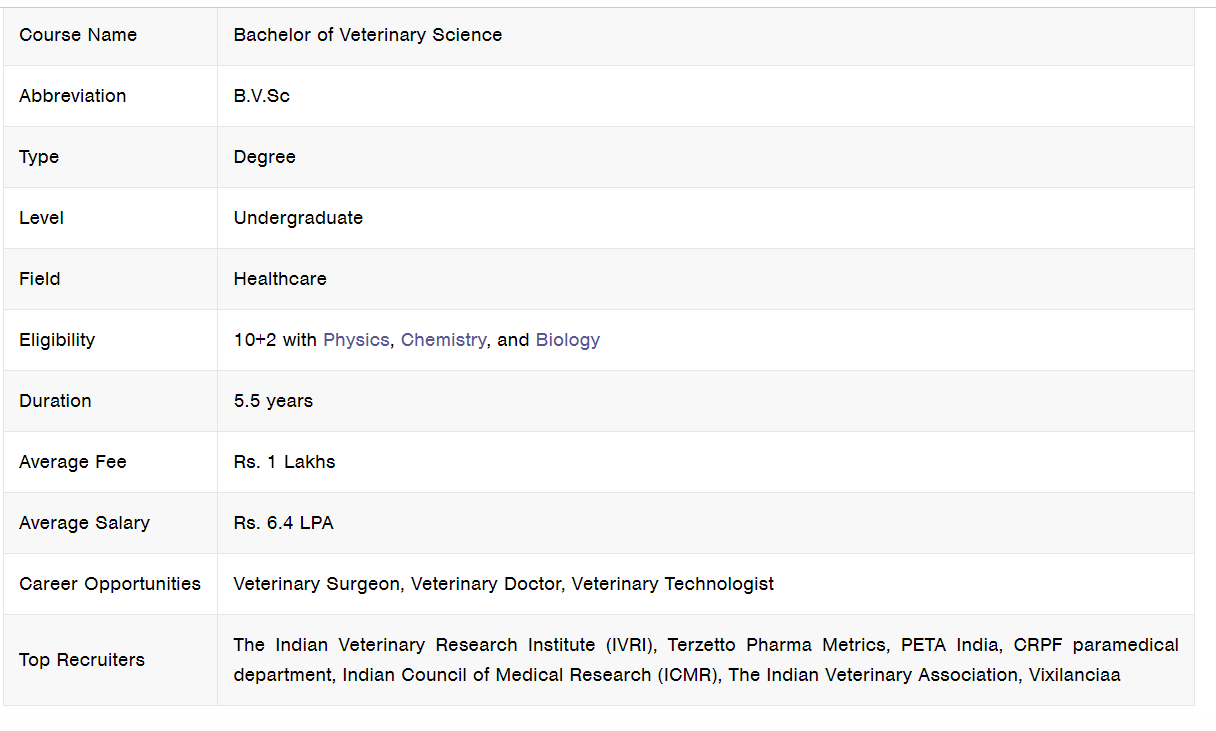 Course Name Bachelor of Veterinary Science
Abbreviation B.V.Sc
Type Degree
Level Undergraduate
Field Healthcare
Eligibility 10+2 with Physics, Chemistry, and Biology
Duration 5.5 years
Average Fee Rs. 1 Lakhs
Average Salary Rs. 6.4 LPA
Career Opportunities Veterinary Surgeon, Veterinary Doctor, Veterinary Technologist
Top Recruiters
The Indian Veterinary Research Institute (IVRI), Terzetto Pharma Metrics, PETA India, CRPF paramedical
department, Indian Council of Medical Research (ICMR), The Indian Veterinary Association, Vixilanciaa